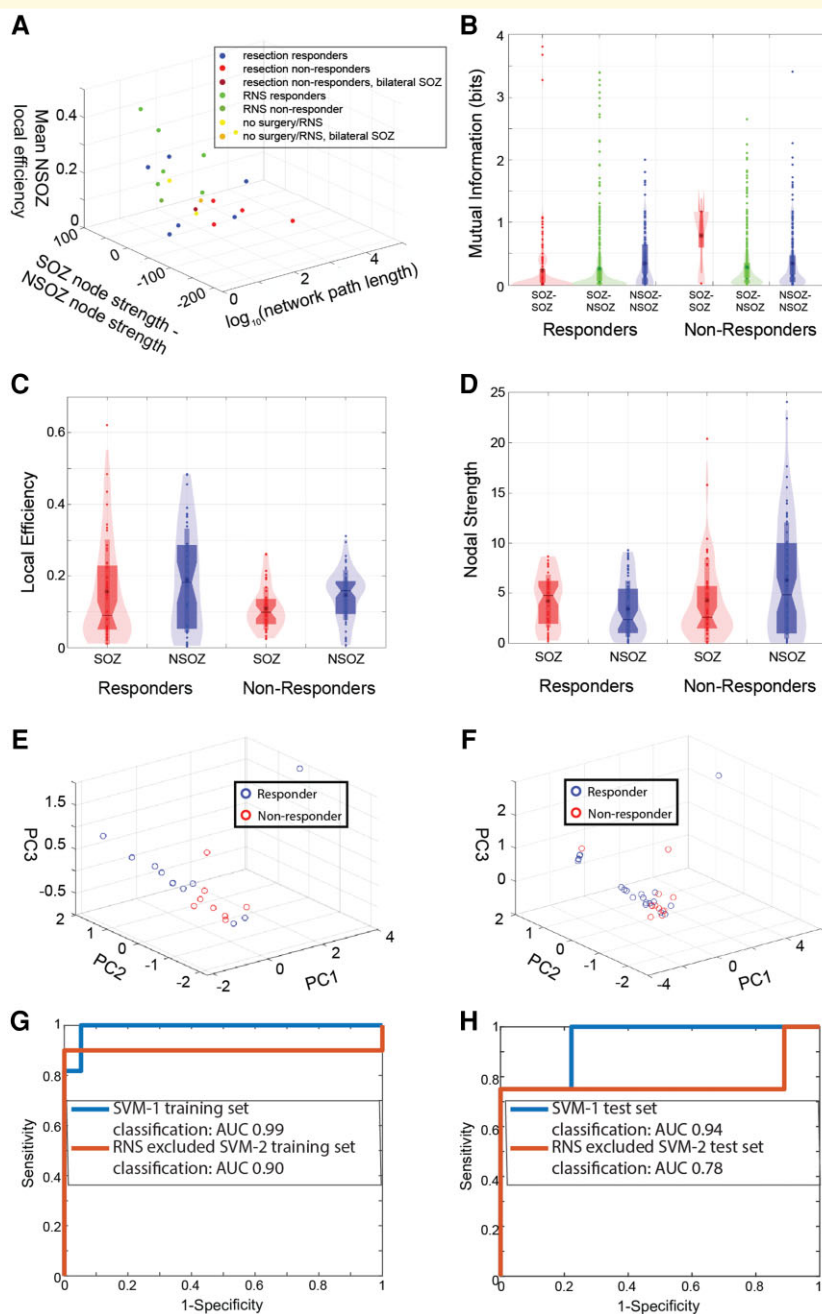 A
resection responders
resection non-responders
resection non-responders, bilateral SOZ
RNS responders
RNS non-responder
no surgery/RNS
no surgery/RNS, bilateral SOZ
Mean NSOZ
local efficiency
0.4
0.2
0
100
0
-100
-200
0
2
4
SOZ node strength -
NSOZ node strength
log10(network path length)
B
Mutual Information (bits)
4
3
2
1
0
SOZ-
SOZ
SOZ-
NSOZ
NSOZ-
NSOZ
SOZ-
SOZ
SOZ-
NSOZ
NSOZ-
NSOZ
Responders
Non-Responders
C
Local Efficiency
0.6
0.4
0.2
0
SOZ
NSOZ
SOZ
NSOZ
Responders
Non-Responders
D
Nodal Strength
25
20
15
10
5
0
SOZ
NSOZ
SOZ
NSOZ
Responders
Non-Responders
E
Responder
Non-responder
PC3
1.5
0.5
-0.5
2
1
0
-1
-2
PC2
-2
0
2
4
PC1
F
Responder
Non-responder
PC3
2
1
0
2
1
0
-1
-2
PC2
-4
0
4
PC1
G
Sensitivity
1
0.8
0.6
0.4
0.2
0
SVM-1 training set
classification: AUC 0.99
RNS excluded SVM-2 training set
classification: AUC 0.90
0
0.2
0.4
0.6
0.8
1
1-Specificity
H
Sensitivity
1
0.8
0.6
0.4
0.2
0
SVM-1 test set
classification: AUC 0.94
RNS excluded SVM-2 test set
classification: AUC 0.78
0
0.2
0.4
0.6
0.8
1
1-Specificity